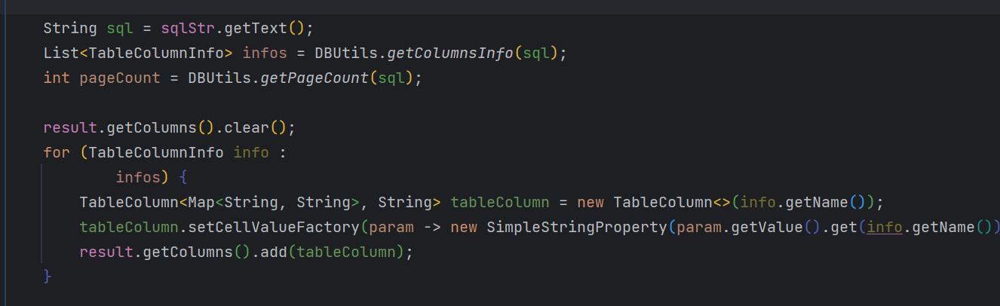 String sql = sqlStr.getText();
List<TableColumnInfo> infos = DBUtils.getColumnsInfo(sql);
int pageCount = DBUtils.getPageCount(sql);
result.getColumns().clear();
for (TableColumnInfo info :
infos) {
TableColumn<Map<String, String>, String> tableColumn = new TableColumn<>(info.getName());
tableColumn.setCellValueFactory(param -> new SimpleStringProperty(param.getValue().get(info.getName())
result.getColumns().add(tableColumn);
}